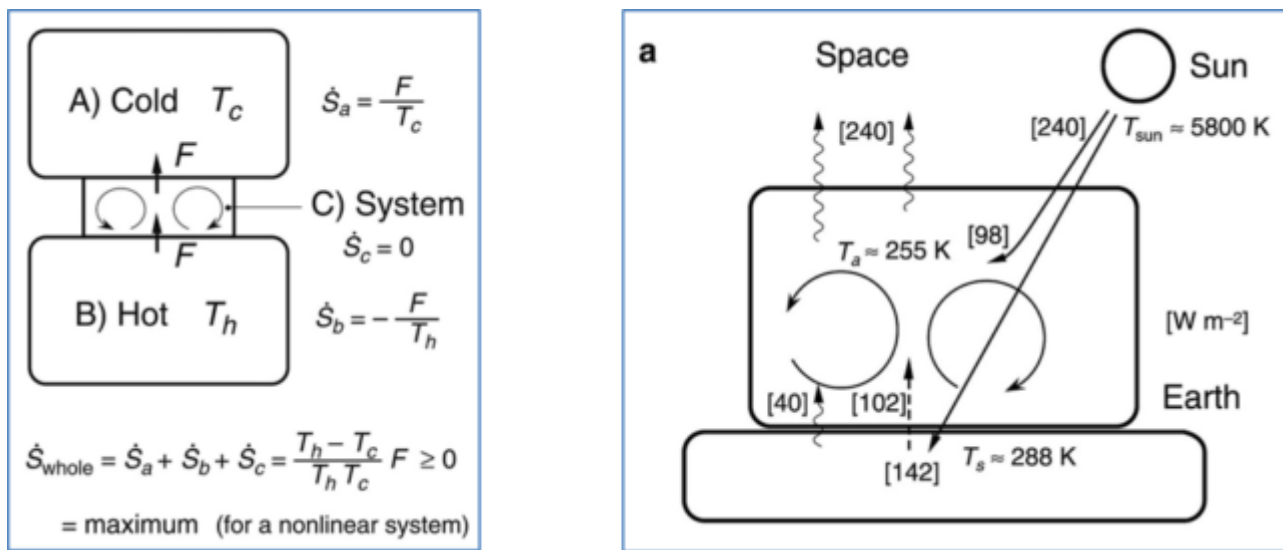 A) Cold T_c
Ṡ_a = F / T_c
F
C) System
F
Ṡ_c = 0
B) Hot T_h
Ṡ_b = − F / T_h
Ṡ_whole = Ṡ_a + Ṡ_b + Ṡ_c = (T_h − T_c) / (T_h T_c) F ≥ 0
= maximum (for a nonlinear system)
a
Space
Sun
[240]
[240]
T_sun ≈ 5800 K
[98]
T_a ≈ 255 K
[W m⁻²]
[40]
[102]
Earth
[142]
T_s ≈ 288 K